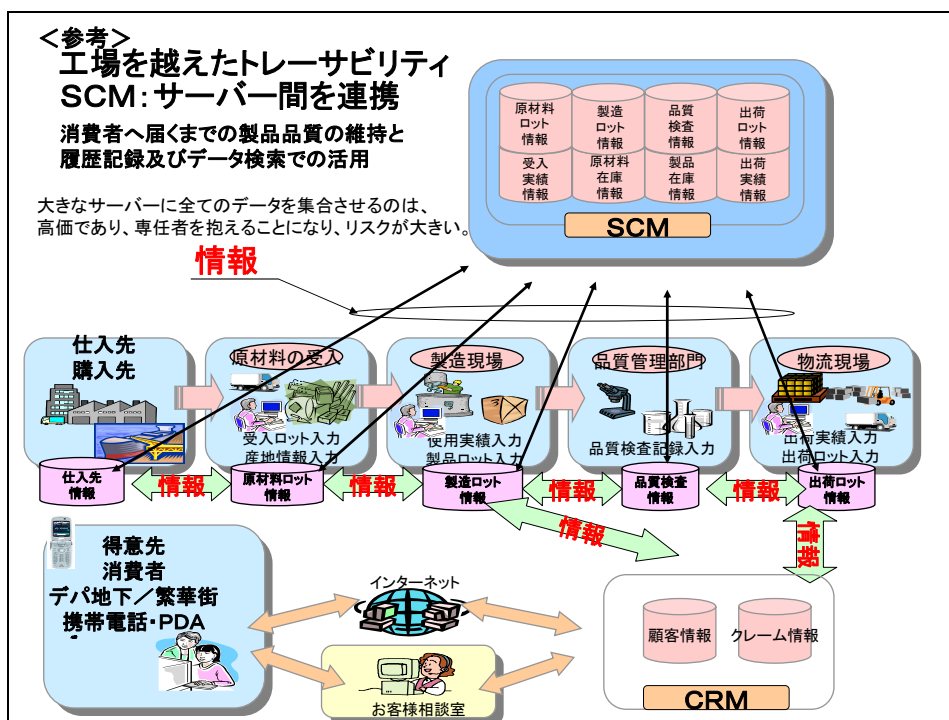 ＜参考＞
工場を越えたトレーサビリティ
ＳＣＭ：サーバー間を連携
消費者へ届くまでの製品品質の維持と
履歴記録及びデータ検索での活用
大きなサーバーに全てのデータを集合させるのは、
高価であり、専任者を抱えることになり、リスクが大きい。
情報
原材料
ロット
情報
製造
ロット
情報
品質
検査
情報
出荷
ロット
情報
受入
実績
情報
原材料
在庫
情報
製品
在庫
情報
出荷
実績
情報
ＳＣＭ
仕入先
購入先
原材料の受入
受入ロット入力
産地情報入力
製造現場
使用実績入力
製品ロット入力
品質管理部門
品質検査記録入力
物流現場
出荷実績入力
出荷ロット入力
仕入先
情報
情報
原材料ロット
情報
情報
製造ロット
情報
情報
品質検査
情報
情報
出荷ロット
情報
情報
情報
得意先
消費者
デパ地下／繁華街
携帯電話・ＰＤＡ
インターネット
お客様相談室
顧客情報
クレーム情報
ＣＲＭ